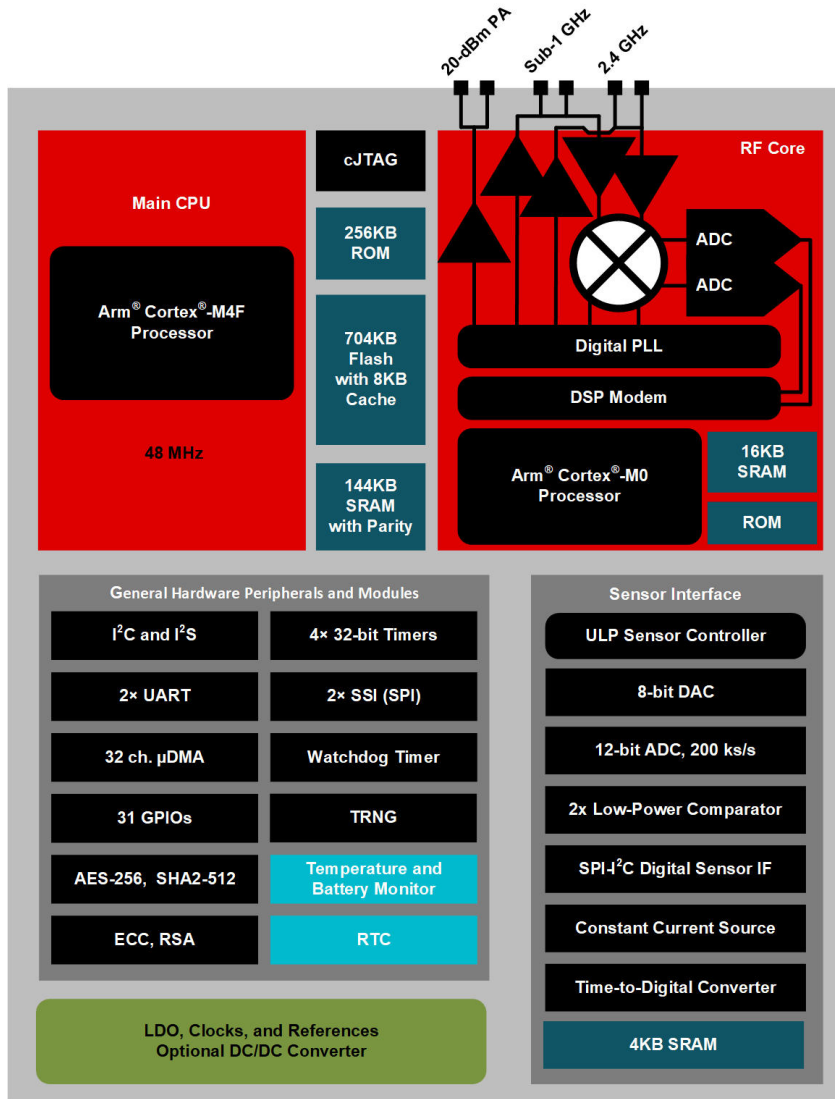 20-dBm PA
Sub-1 GHz
2.4 GHz
Main CPU
Arm® Cortex®-M4F
Processor
48 MHz
cJTAG
256KB
ROM
704KB
Flash
with 8KB
Cache
144KB
SRAM
with Parity
RF Core
ADC
ADC
Digital PLL
DSP Modem
Arm® Cortex®-M0
Processor
16KB
SRAM
ROM
General Hardware Peripherals and Modules
I²C and I²S
4× 32-bit Timers
2× UART
2× SSI (SPI)
32 ch. µDMA
Watchdog Timer
31 GPIOs
TRNG
AES-256, SHA2-512
Temperature and
Battery Monitor
ECC, RSA
RTC
LDO, Clocks, and References
Optional DC/DC Converter
Sensor Interface
ULP Sensor Controller
8-bit DAC
12-bit ADC, 200 ks/s
2x Low-Power Comparator
SPI-I²C Digital Sensor IF
Constant Current Source
Time-to-Digital Converter
4KB SRAM